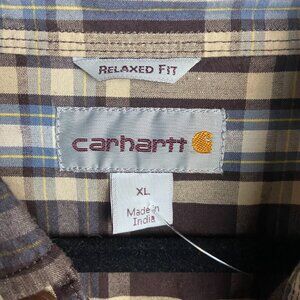 RELAXED FIT
carhartt
XL
Made in
India